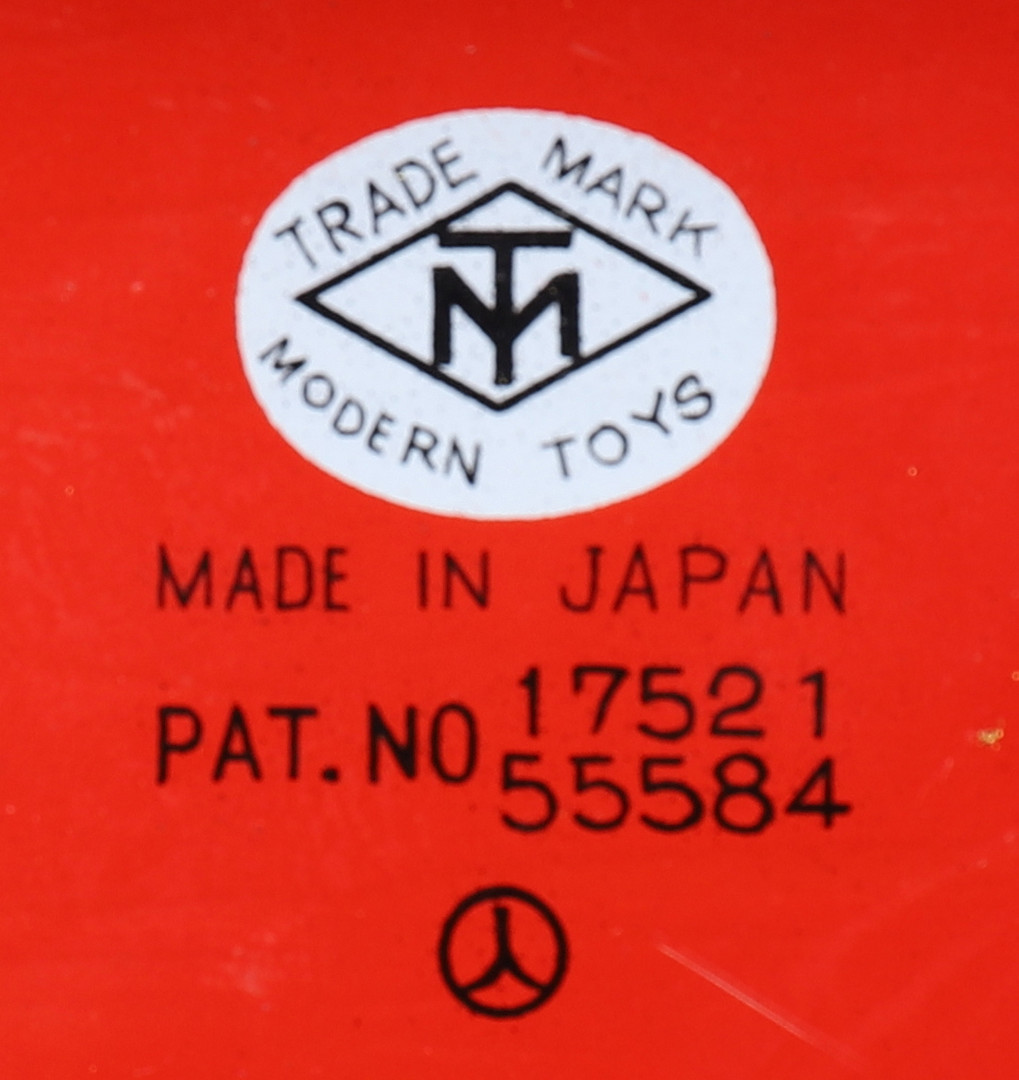 TRADE MARK
TM
MODERN TOYS
MADE IN JAPAN
PAT.NO 17521
55584